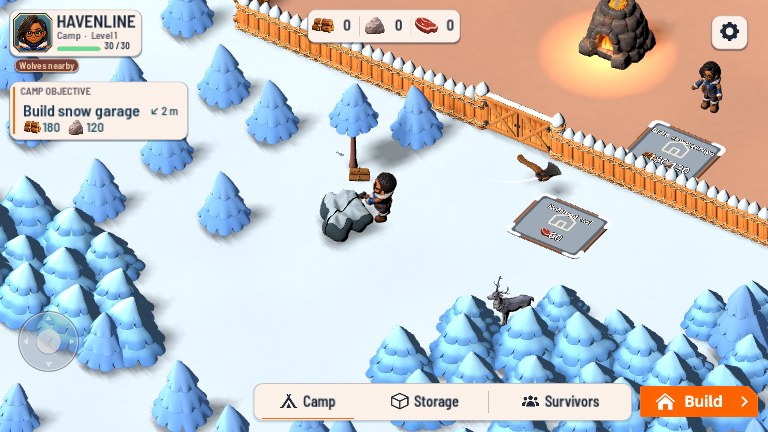 HAVENLINE
Camp · Level 1
30/30
Wolves nearby
0 0 0
CAMP OBJECTIVE
Build snow garage
↙ 2 m
180 120
Camp
Storage
Survivors
Build